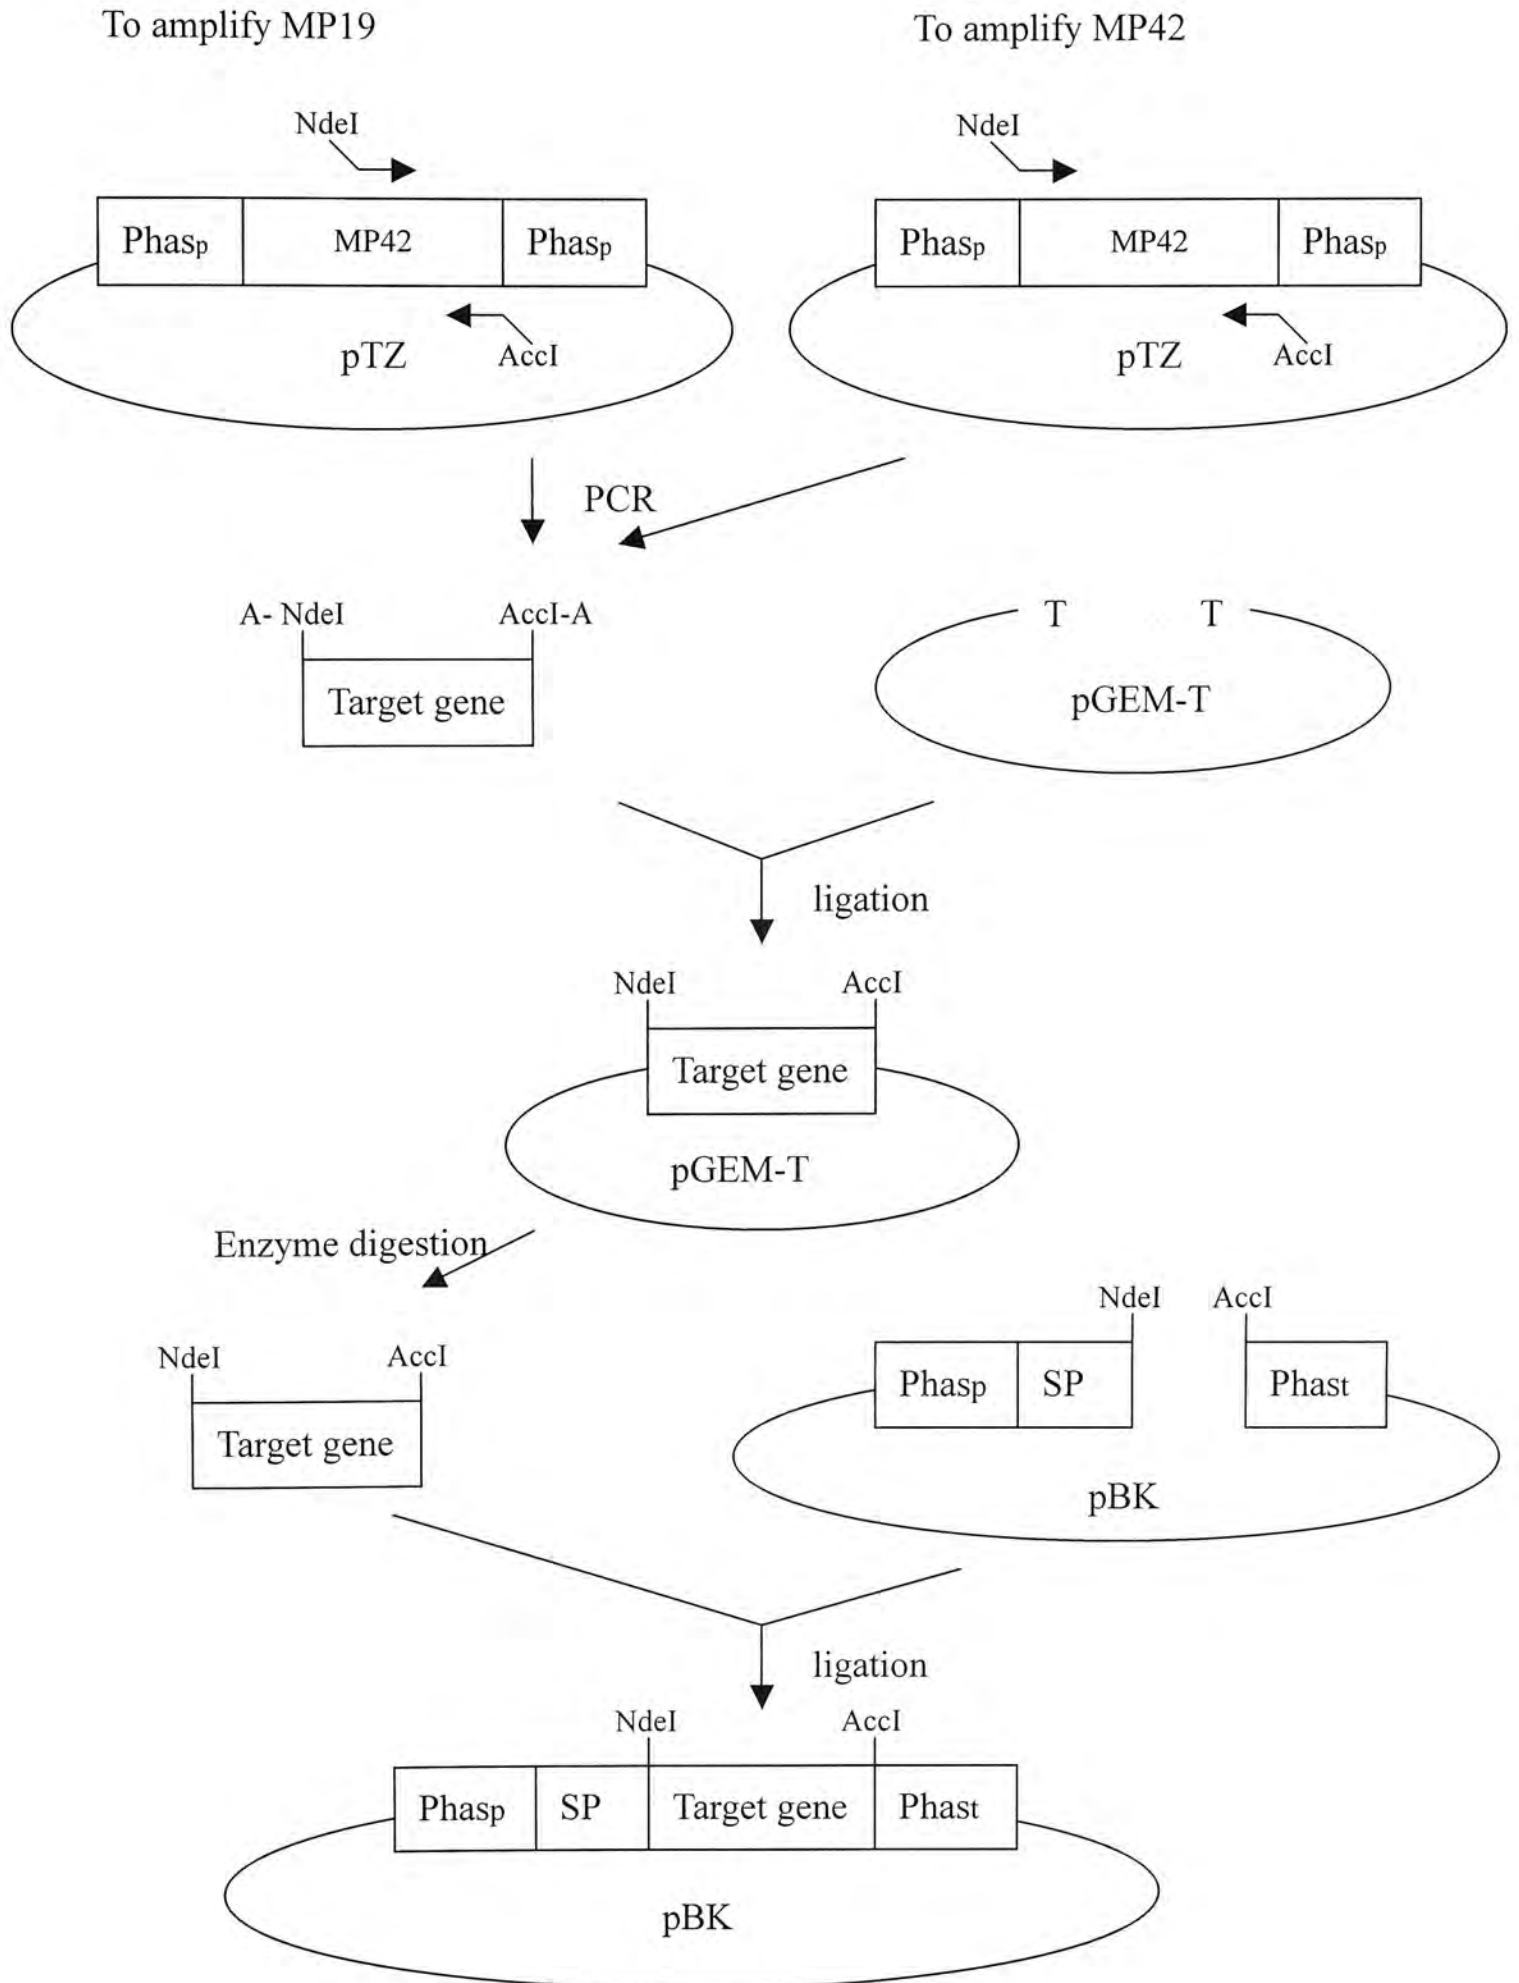 To amplify MP19
To amplify MP42
NdeI
NdeI
Phasp
MP42
Phasp
Phasp
MP42
Phasp
pTZ
AccI
pTZ
AccI
PCR
A- NdeI
AccI-A
T
T
Target gene
pGEM-T
ligation
NdeI
AccI
Target gene
pGEM-T
Enzyme digestion
NdeI
AccI
NdeI
AccI
Phasp
SP
Phast
Target gene
pBK
ligation
NdeI
AccI
Phasp
SP
Target gene
Phast
pBK